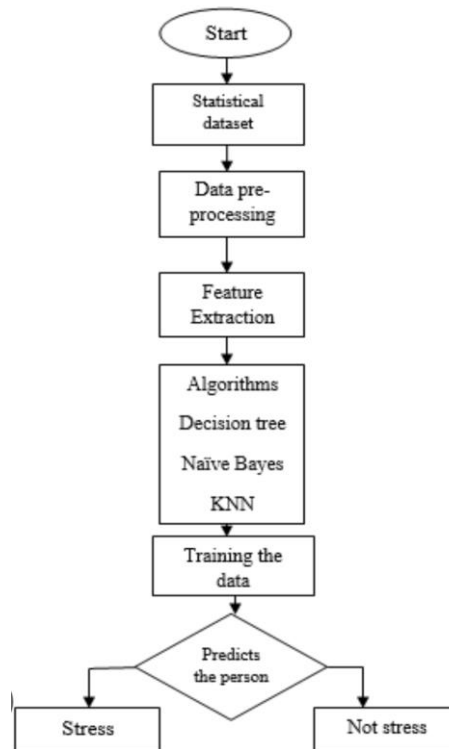 Start
Statistical
dataset
Data pre-
processing
Feature
Extraction
Algorithms
Decision tree
Naïve Bayes
KNN
Training the
data
Predicts
the person
)
Stress
Not stress